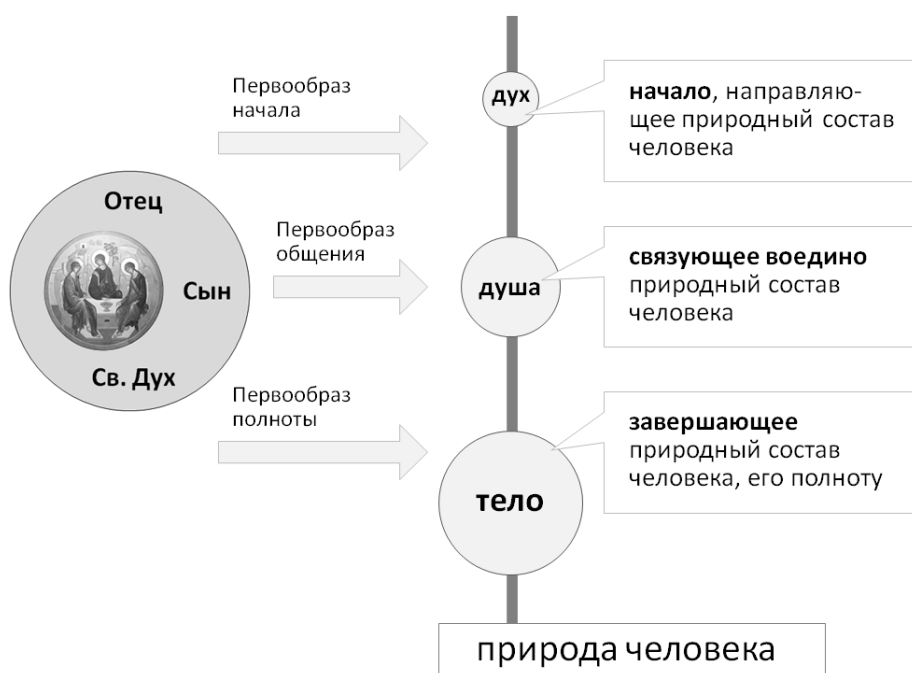 Отец
Сын
Св. Дух
Первообраз
начала
Первообраз
общения
Первообраз
полноты
дух
душа
тело
начало, направляю-
щее природный состав
человека
связующее воедино
природный состав
человека
завершающее
природный состав
человека, его полноту
природа человека